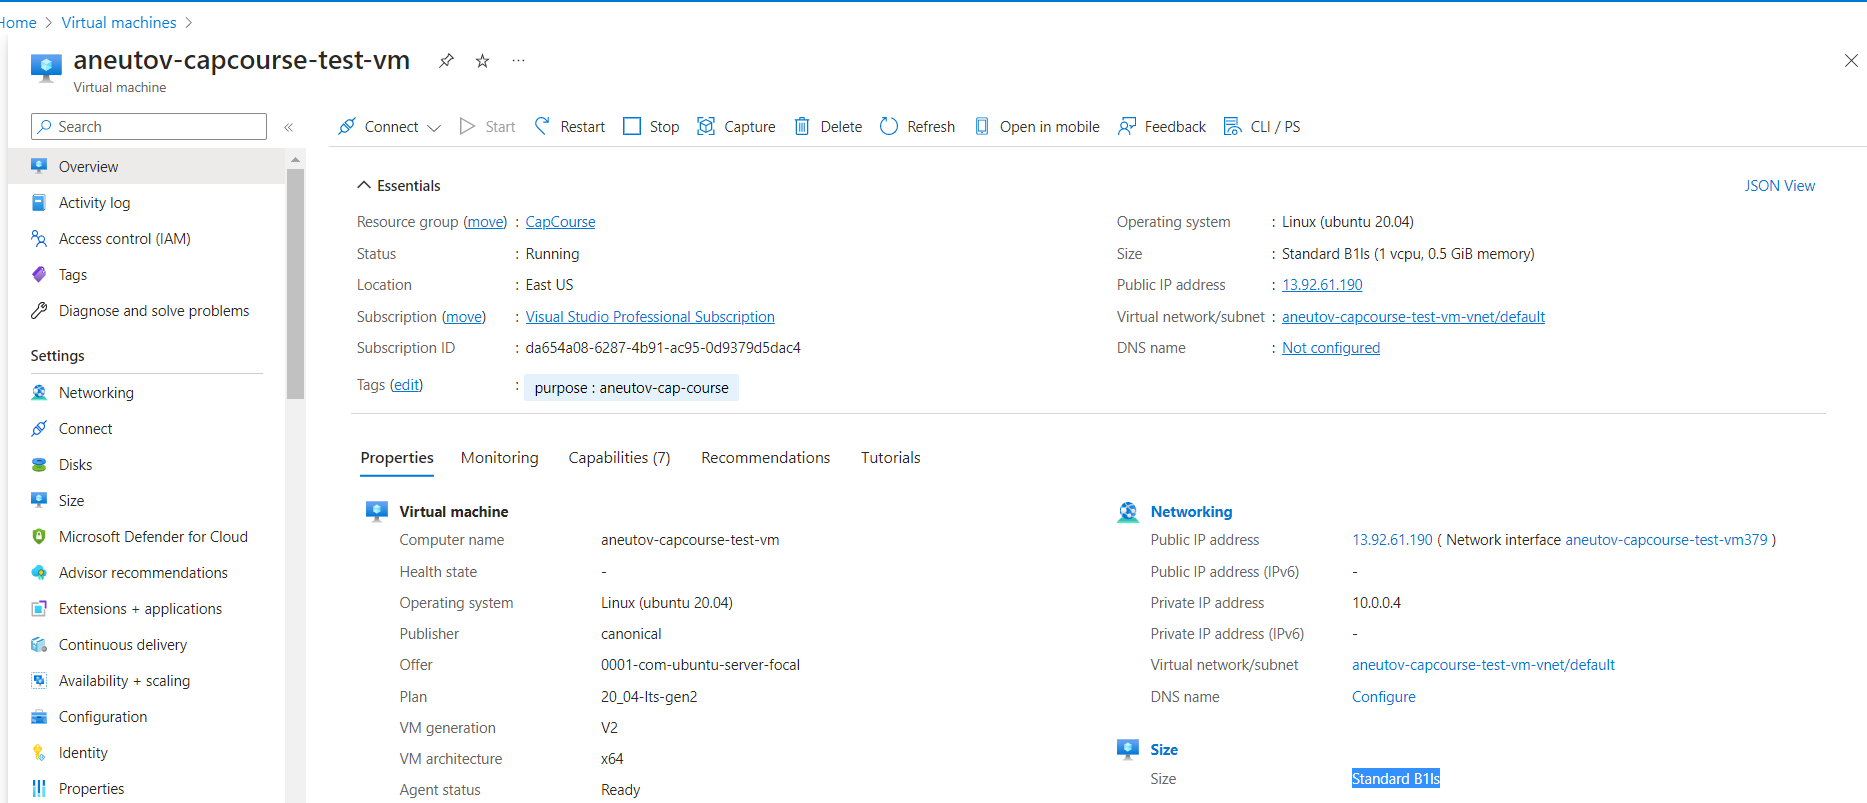 Home > Virtual machines >
aneutov-capcourse-test-vm ...
Virtual machine
Search «
Connect Start Restart Stop Capture Delete Refresh Open in mobile Feedback CLI / PS
Overview
Activity log
Access control (IAM)
Tags
Diagnose and solve problems
Settings
Networking
Connect
Disks
Size
Microsoft Defender for Cloud
Advisor recommendations
Extensions + applications
Continuous delivery
Availability + scaling
Configuration
Identity
Properties
Essentials JSON View
Resource group (move) : CapCourse
Status : Running
Location : East US
Subscription (move) : Visual Studio Professional Subscription
Subscription ID : da654a08-6287-4b91-ac95-0d9379d5dac4
Tags (edit) : purpose : aneutov-cap-course
Operating system : Linux (ubuntu 20.04)
Size : Standard B1ls (1 vcpu, 0.5 GiB memory)
Public IP address : 13.92.61.190
Virtual network/subnet : aneutov-capcourse-test-vm-vnet/default
DNS name : Not configured
Properties Monitoring Capabilities (7) Recommendations Tutorials
Virtual machine
Computer name aneutov-capcourse-test-vm
Health state -
Operating system Linux (ubuntu 20.04)
Publisher canonical
Offer 0001-com-ubuntu-server-focal
Plan 20_04-lts-gen2
VM generation V2
VM architecture x64
Agent status Ready
Networking
Public IP address 13.92.61.190 ( Network interface aneutov-capcourse-test-vm379 )
Public IP address (IPv6) -
Private IP address 10.0.0.4
Private IP address (IPv6) -
Virtual network/subnet aneutov-capcourse-test-vm-vnet/default
DNS name Configure
Size
Size Standard B1ls